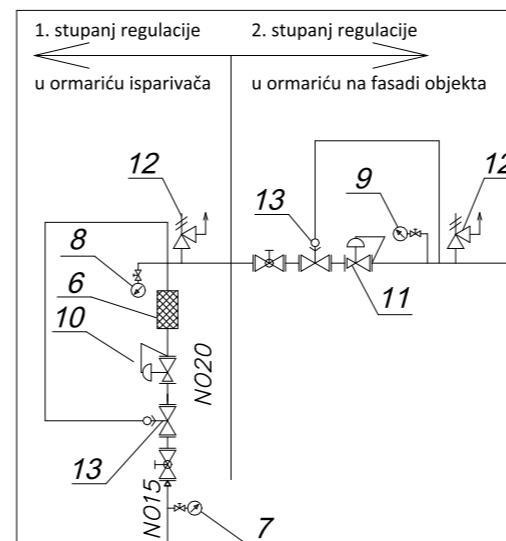 1. stupanj regulacije
2. stupanj regulacije
u ormariću isparivača
u ormariću na fasadi objekta
12
13
9
12
8
6
11
10
NO20
13
NO15
7